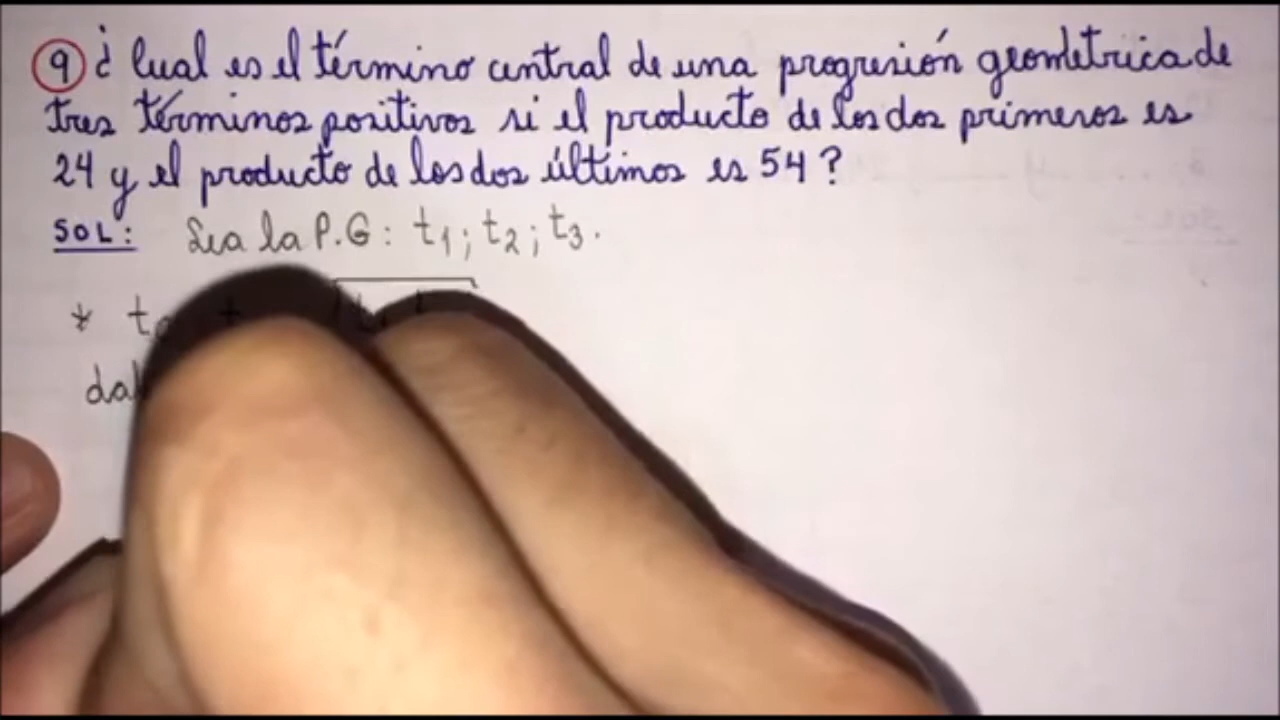 9 ¿Cual es el término central de una progresión geometrica de
tres términos positivos si el producto de los dos primeros es
24 y el producto de los dos últimos es 54?
SOL: Sea la P.G: t1; t2; t3.
*